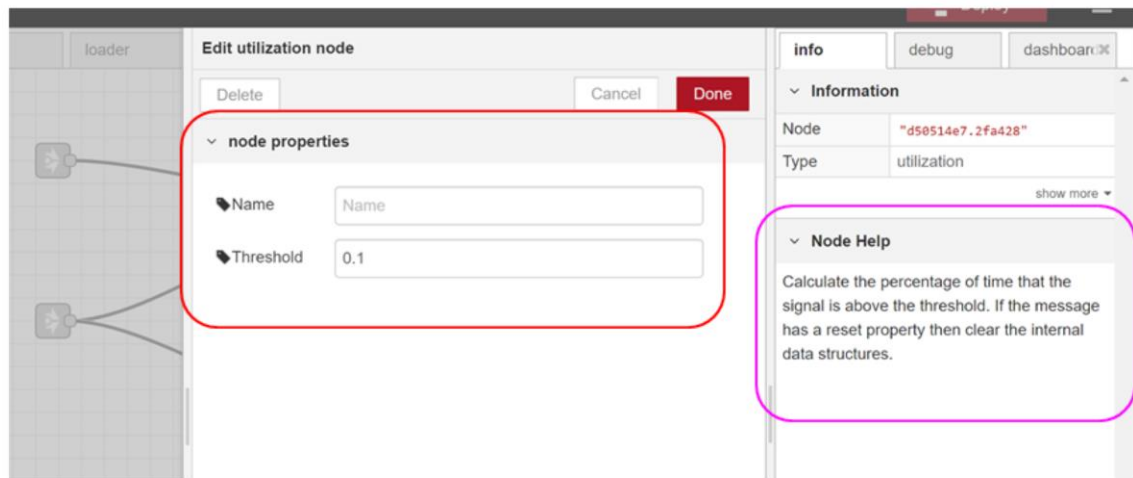 loader
Edit utilization node
Delete
Cancel
Done
node properties
Name
Name
Threshold
0.1
info
debug
dashboar
Information
Node
"d50514e7.2fa428"
Type
utilization
show more
Node Help
Calculate the percentage of time that the
signal is above the threshold. If the message
has a reset property then clear the internal
data structures.